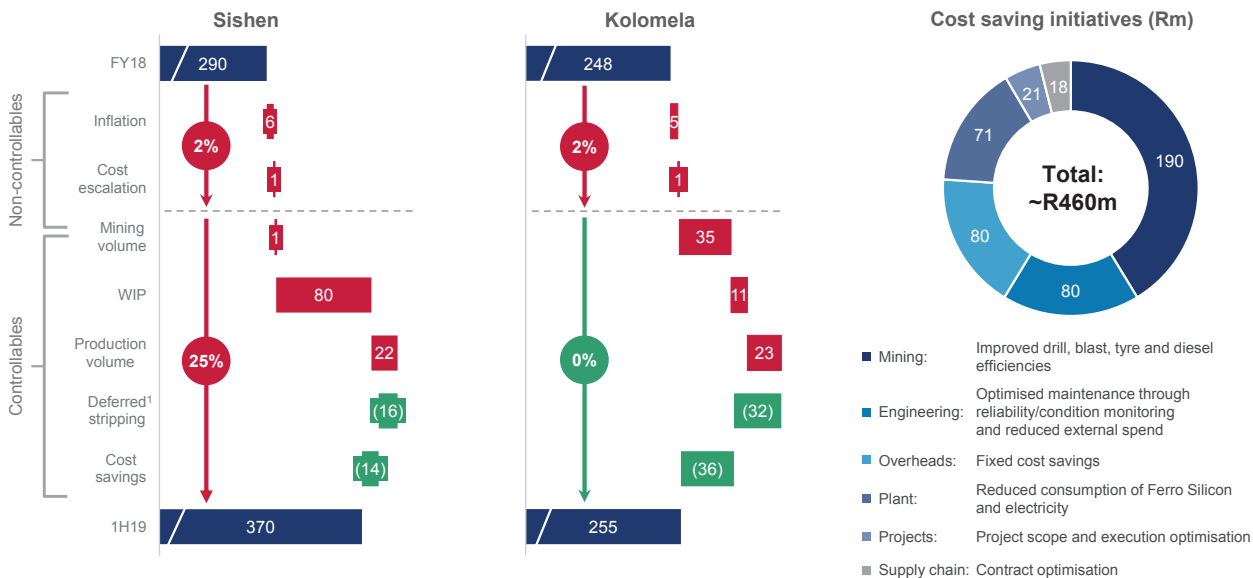 Sishen
Kolomela
Cost saving initiatives (Rm)
Non-controllables
Controllables
FY18
Inflation
Cost
escalation
Mining
volume
WIP
Production
volume
Deferred¹
stripping
Cost
savings
1H19
290
6
1
1
80
22
(16)
(14)
370
2%
25%
248
5
1
35
11
23
(32)
(36)
255
2%
0%
190
80
80
71
21
18
Total:
~R460m
Mining: Improved drill, blast, tyre and diesel
efficiencies
Engineering: Optimised maintenance through
reliability/condition monitoring
and reduced external spend
Overheads: Fixed cost savings
Plant: Reduced consumption of Ferro Silicon
and electricity
Projects: Project scope and execution optimisation
Supply chain: Contract optimisation